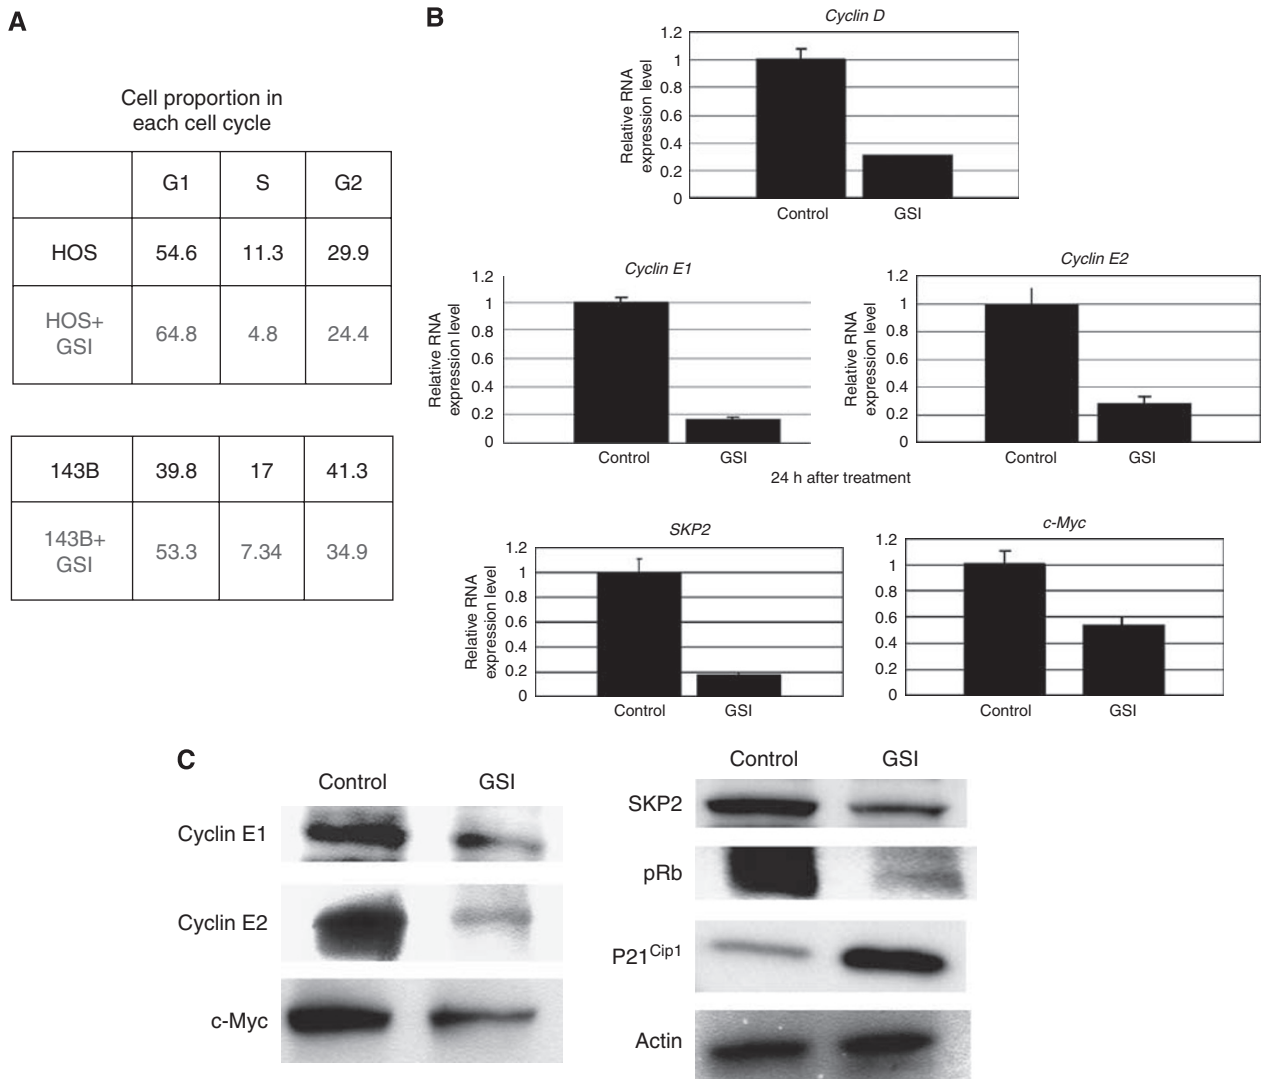 A
Cell proportion in
each cell cycle
G1 S G2
HOS 54.6 11.3 29.9
HOS+
GSI
64.8 4.8 24.4
143B 39.8 17 41.3
143B+
GSI
53.3 7.34 34.9
B
Cyclin D
Relative RNA
expression level
1.2
1
0.8
0.6
0.4
0.2
0
Control GSI
Cyclin E1
Relative RNA
expression level
1.2
1
0.8
0.6
0.4
0.2
0
Control GSI
Cyclin E2
Relative RNA
expression level
1.2
1
0.8
0.6
0.4
0.2
0
Control GSI
24 h after treatment
SKP2
Relative RNA
expression level
1.2
1
0.8
0.6
0.4
0.2
0
Control GSI
c-Myc
1.2
1
0.8
0.6
0.4
0.2
0
Control GSI
C
Control GSI
Cyclin E1
Cyclin E2
c-Myc
Control GSI
SKP2
pRb
P21Cip1
Actin